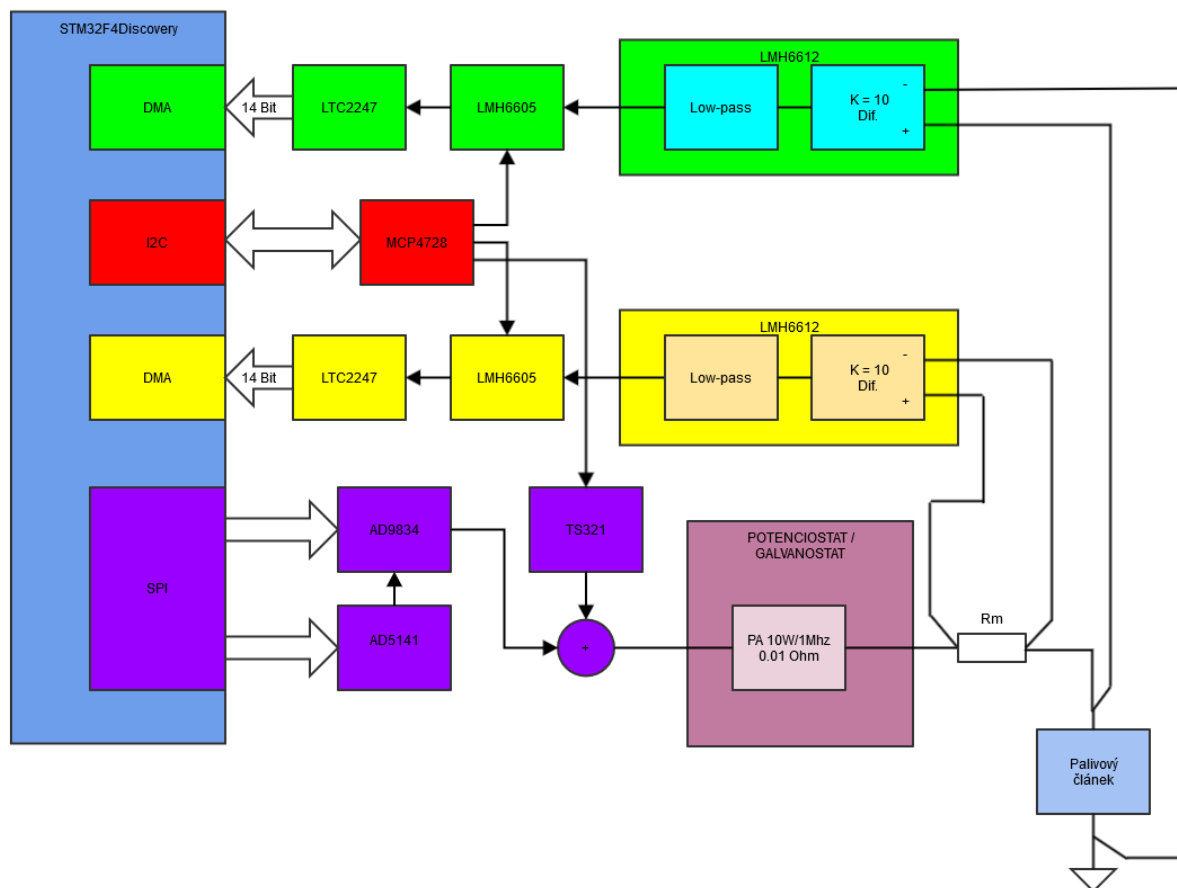 STM32F4Discovery
LMH6612
DMA
14 Bit
LTC2247
LMH6605
Low-pass
K = 10
Dif.
-
+
I2C
MCP4728
LMH6612
DMA
14 Bit
LTC2247
LMH6605
Low-pass
K = 10
Dif.
-
+
SPI
AD9834
TS321
POTENCIOSTAT /
GALVANOSTAT
AD5141
+
PA 10W/1Mhz
0.01 Ohm
Rm
Palivový
článek